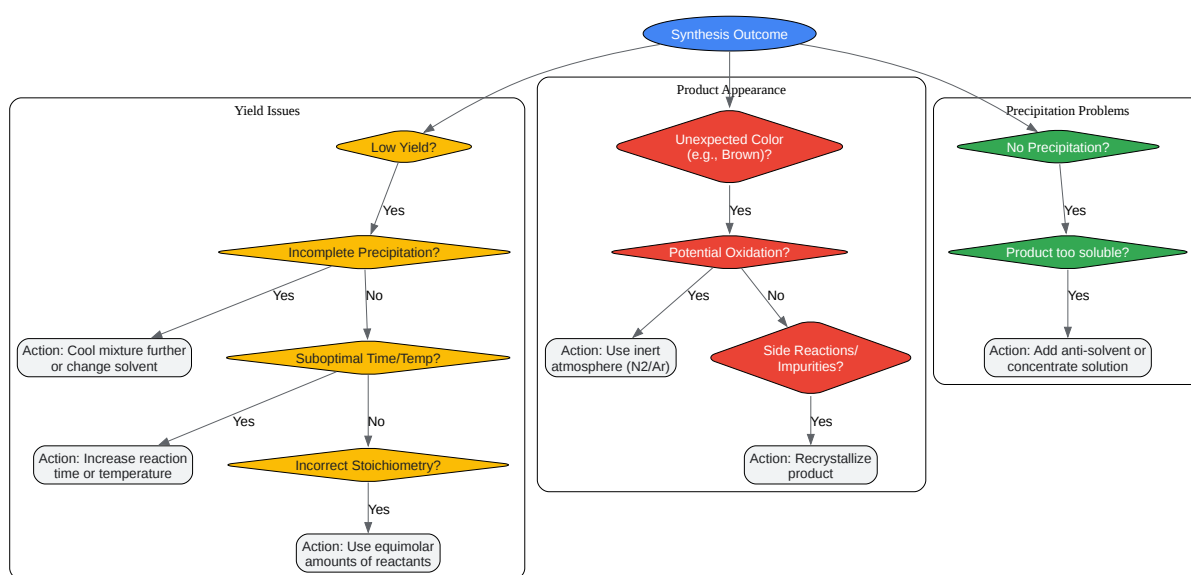 Synthesis Outcome
Yield Issues
Low Yield?
Yes
Incomplete Precipitation?
Yes
No
Action: Cool mixture further
or change solvent
Suboptimal Time/Temp?
Yes
No
Action: Increase reaction
time or temperature
Incorrect Stoichiometry?
Yes
Action: Use equimolar
amounts of reactants
Product Appearance
Unexpected Color
(e.g., Brown)?
Yes
Potential Oxidation?
Yes
No
Action: Use inert
atmosphere (N2/Ar)
Side Reactions/
Impurities?
Yes
Action: Recrystallize
product
Precipitation Problems
No Precipitation?
Yes
Product too soluble?
Yes
Action: Add anti-solvent or
concentrate solution